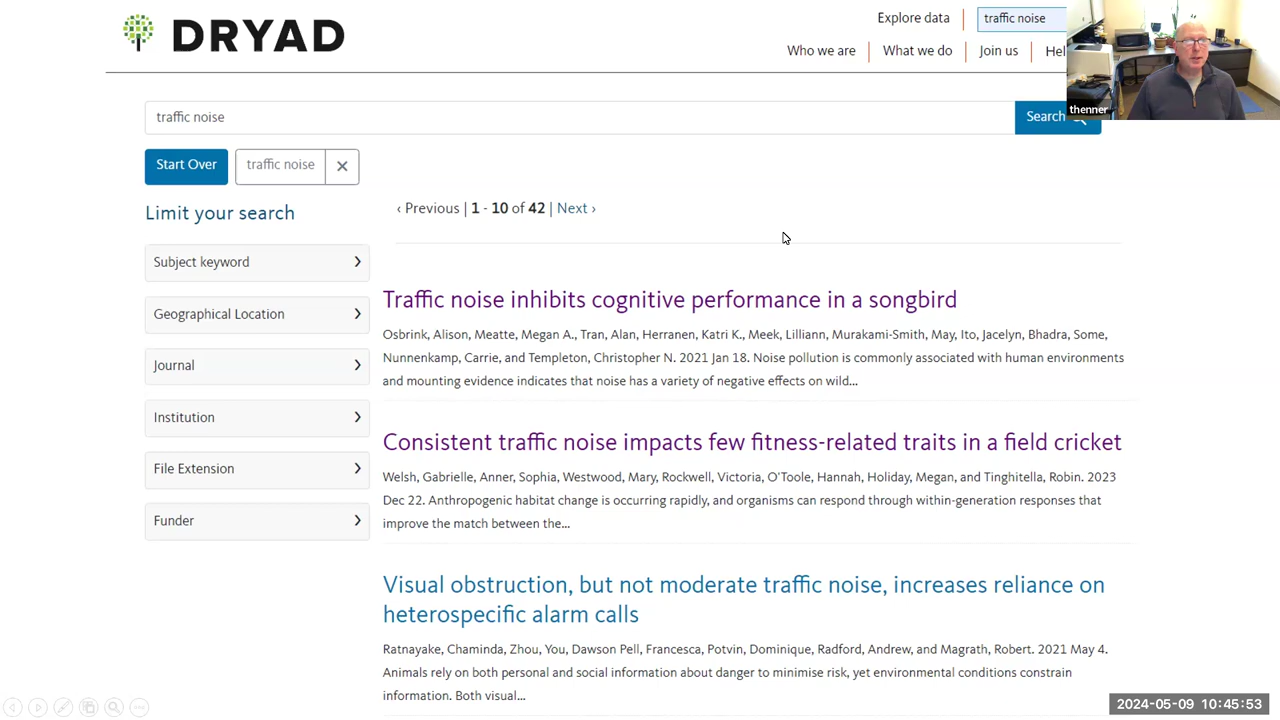 DRYAD
Explore data
traffic noise
Who we are
What we do
Join us
Hel
thenner
traffic noise
Search
Start Over
traffic noise
Limit your search
‹ Previous | 1 - 10 of 42 | Next ›
Subject keyword
Geographical Location
Journal
Institution
File Extension
Funder
Traffic noise inhibits cognitive performance in a songbird
Osbrink, Alison, Meatte, Megan A., Tran, Alan, Herranen, Katri K., Meek, Lilliann, Murakami-Smith, May, Ito, Jacelyn, Bhadra, Some,
Nunnenkamp, Carrie, and Templeton, Christopher N. 2021 Jan 18. Noise pollution is commonly associated with human environments
and mounting evidence indicates that noise has a variety of negative effects on wild...
Consistent traffic noise impacts few fitness-related traits in a field cricket
Welsh, Gabrielle, Anner, Sophia, Westwood, Mary, Rockwell, Victoria, O'Toole, Hannah, Holiday, Megan, and Tinghitella, Robin. 2023
Dec 22. Anthropogenic habitat change is occurring rapidly, and organisms can respond through within-generation responses that
improve the match between the...
Visual obstruction, but not moderate traffic noise, increases reliance on
heterospecific alarm calls
Ratnayake, Chaminda, Zhou, You, Dawson Pell, Francesca, Potvin, Dominique, Radford, Andrew, and Magrath, Robert. 2021 May 4.
Animals rely on both personal and social information about danger to minimise risk, yet environmental conditions constrain
information. Both visual...
2024-05-09 10:45:53